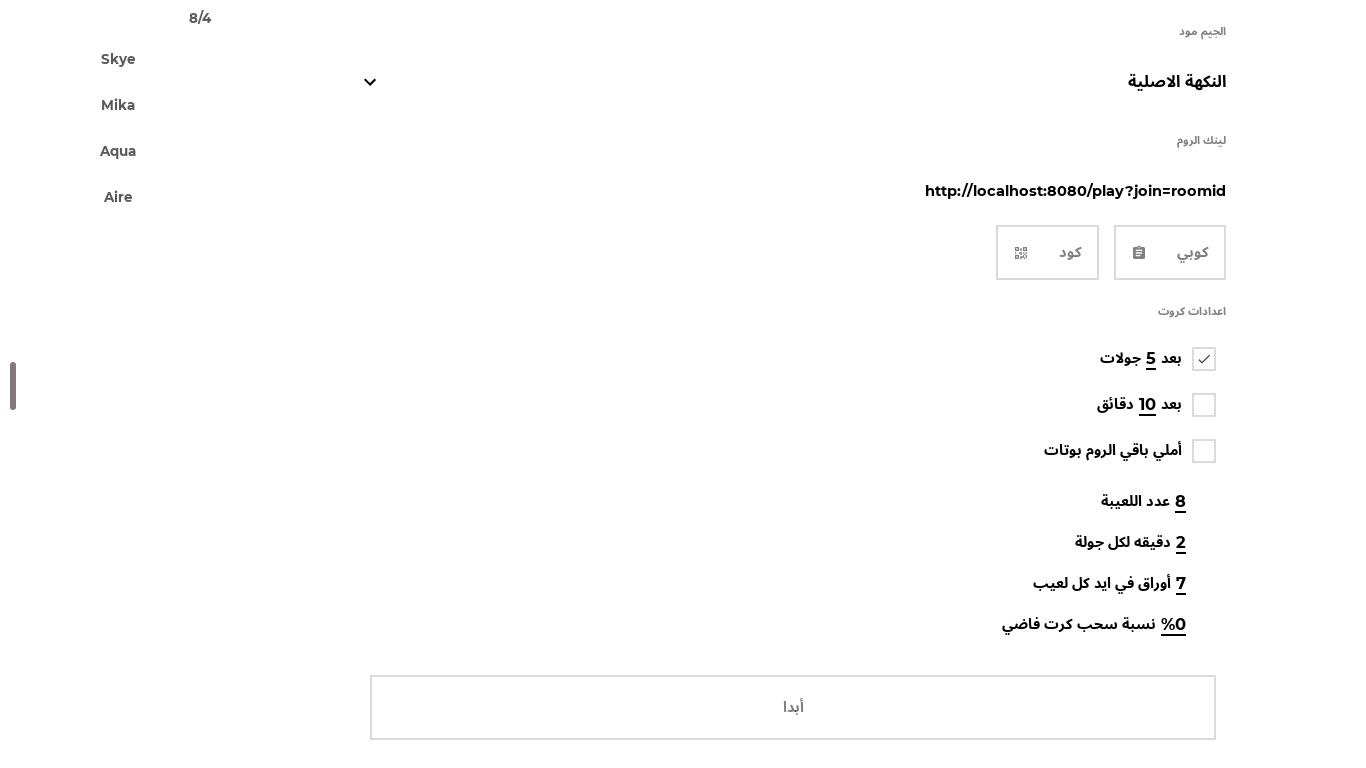 8/4
Skye
Mika
Aqua
Aire
الجيم مود
النكهة الاصلية
لينك الروم
http://localhost:8080/play?join=roomid
كوبي
كود
اعدادات كروت
بعد 5 جولات
بعد 10 دقائق
أملي باقي الروم بوتات
8 عدد اللعيبة
2 دقيقه لكل جولة
7 أوراق في ايد كل لعيب
%0 نسبة سحب كرت فاضي
أبدا